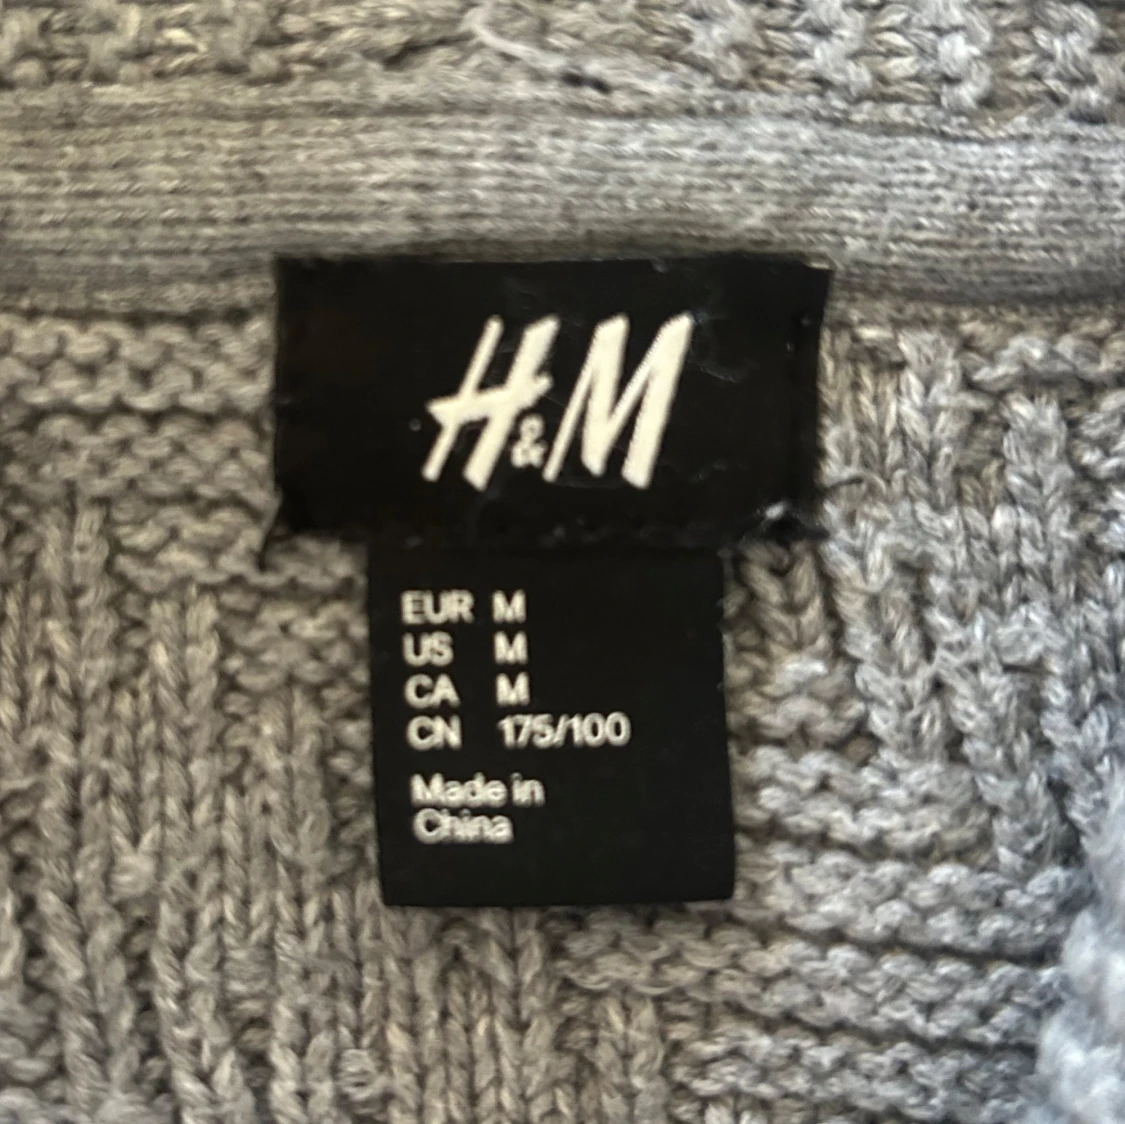 H&M
EUR M
US M
CA M
CN 175/100
Made in
China